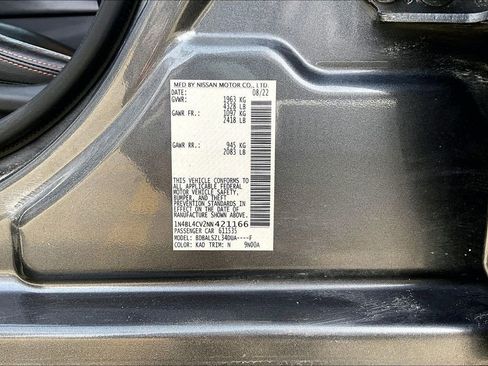 MFD BY NISSAN MOTOR CO., LTD.
DATE: 08/22
GVWR: 1963 KG
4328 LB
GAWR FR.: 1097 KG
2418 LB
GAWR RR.: 945 KG
2083 LB
THIS VEHICLE CONFORMS TO
ALL APPLICABLE FEDERAL
MOTOR VEHICLE SAFETY,
BUMPER, AND THEFT
PREVENTION STANDARDS IN
EFFECT ON THE DATE OF
MANUFACTURE SHOWN ABOVE.
1N4BL4CV2NN421166
PASSENGER CAR 611535
MODEL: BDBALSZL34DUA----F
COLOR: KAD TRIM: N 9N00A